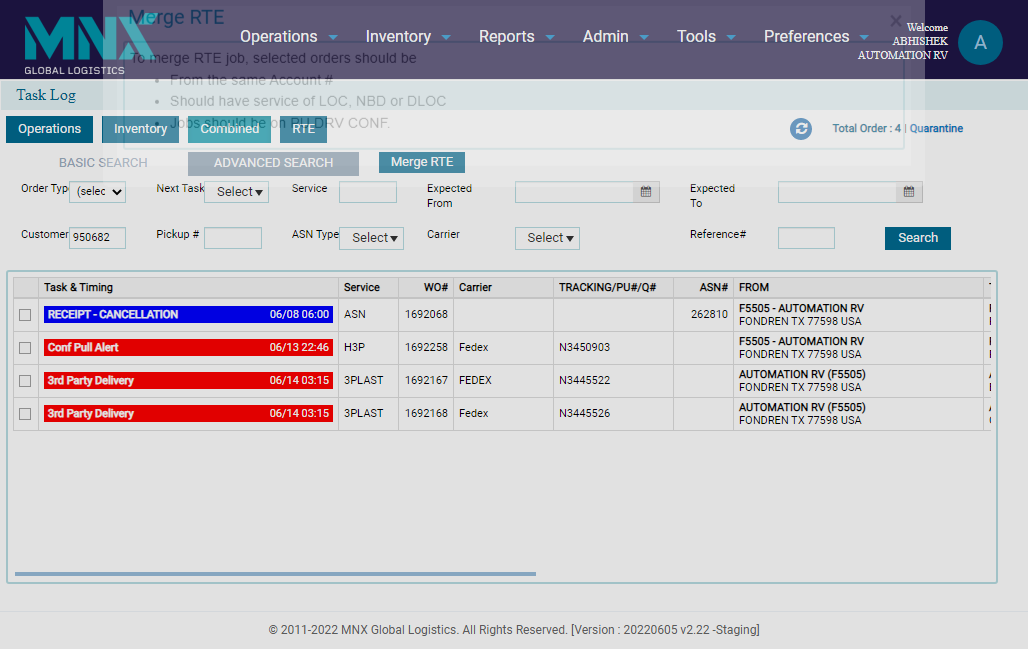 Merge RTE
×
MNX
GLOBAL LOGISTICS
Operations Inventory Reports Admin Tools Preferences
Welcome
ABHISHEK
AUTOMATION RV
A
To merge RTE job, selected orders should be
From the same Account #
Should have service of LOC, NBD or DLOC
Jobs should be on PU DRV CONF.
Task Log
Operations Inventory Combined RTE
Total Order : 4 | Quarantine
BASIC SEARCH ADVANCED SEARCH Merge RTE
Order Typ (selec Next Task Select Service Expected From Expected To
Customer 950682 Pickup # ASN Type Select Carrier Select Reference# Search
Task & Timing Service WO# Carrier TRACKING/PU#/Q# ASN# FROM
RECEIPT - CANCELLATION 06/08 06:00 ASN 1692068 262810 F5505 - AUTOMATION RV
FONDREN TX 77598 USA
Conf Pull Alert 06/13 22:46 H3P 1692258 Fedex N3450903 F5505 - AUTOMATION RV
FONDREN TX 77598 USA
3rd Party Delivery 06/14 03:15 3PLAST 1692167 FEDEX N3445522 AUTOMATION RV (F5505)
FONDREN TX 77598 USA
3rd Party Delivery 06/14 03:15 3PLAST 1692168 Fedex N3445526 AUTOMATION RV (F5505)
FONDREN TX 77598 USA
© 2011-2022 MNX Global Logistics. All Rights Reserved. [Version : 20220605 v2.22 -Staging]